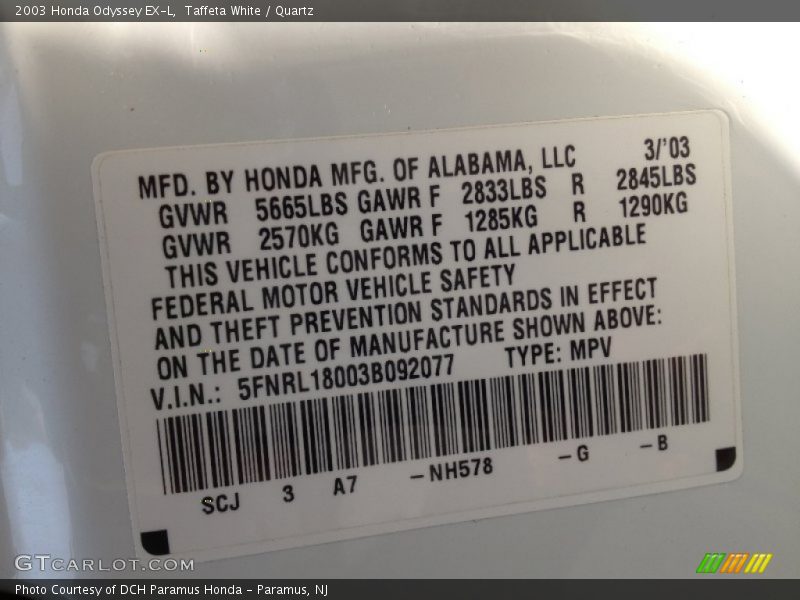 2003 Honda Odyssey EX-L, Taffeta White / Quartz
MFD. BY HONDA MFG. OF ALABAMA, LLC 3/'03
GVWR 5665LBS GAWR F 2833LBS R 2845LBS
GVWR 2570KG GAWR F 1285KG R 1290KG
THIS VEHICLE CONFORMS TO ALL APPLICABLE
FEDERAL MOTOR VEHICLE SAFETY
AND THEFT PREVENTION STANDARDS IN EFFECT
ON THE DATE OF MANUFACTURE SHOWN ABOVE:
V.I.N.: 5FNRL18003B092077 TYPE: MPV
SCJ 3 A7 -NH578 -G -B
GTCARLOT.COM
Photo Courtesy of DCH Paramus Honda - Paramus, NJ